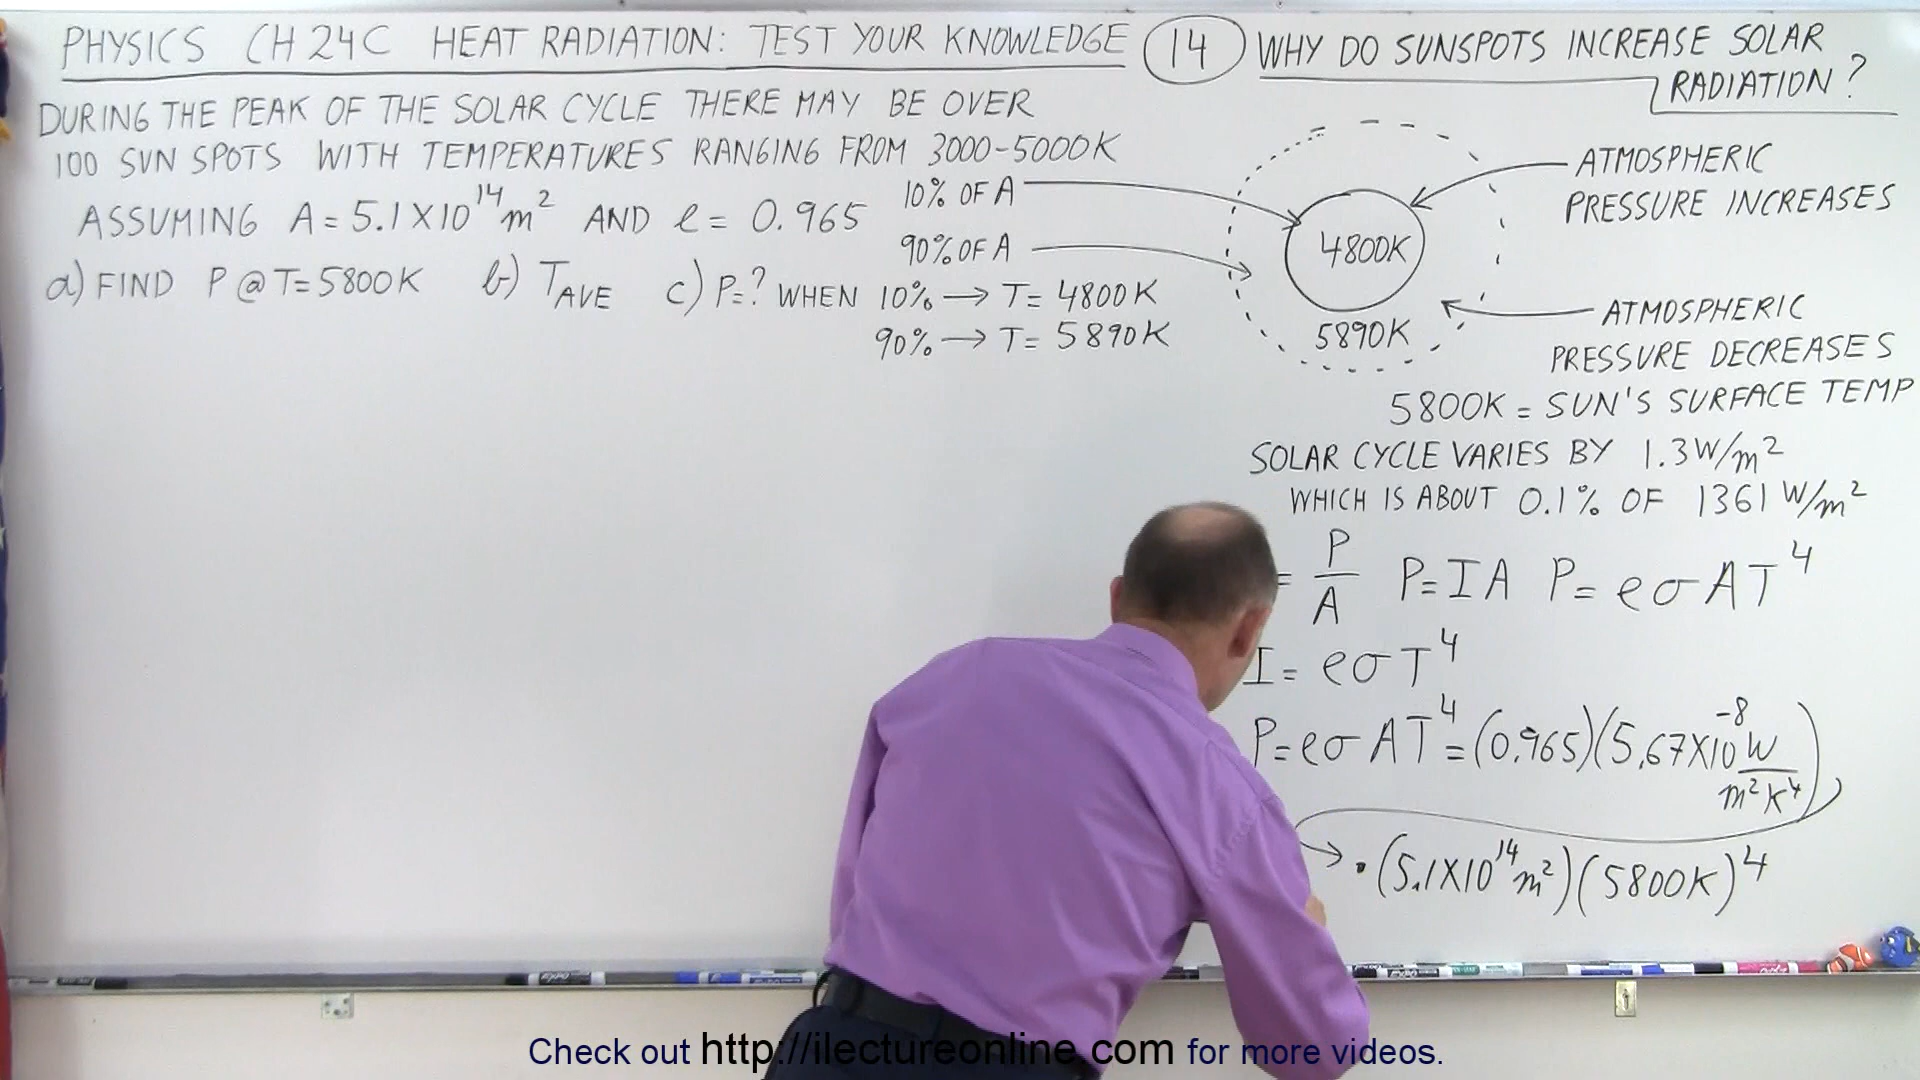 PHYSICS CH 24C HEAT RADIATION: TEST YOUR KNOWLEDGE 14 WHY DO SUNSPOTS INCREASE SOLAR
RADIATION?
DURING THE PEAK OF THE SOLAR CYCLE THERE MAY BE OVER
100 SUN SPOTS WITH TEMPERATURES RANGING FROM 3000-5000K
ASSUMING A = 5.1 X 10^14 m^2 AND e = 0.965
a) FIND P @ T = 5800K b) T_AVE c) P = ? WHEN 10% → T = 4800K
90% → T = 5890K
10% OF A
90% OF A
4800K
5890K
ATMOSPHERIC
PRESSURE INCREASES
ATMOSPHERIC
PRESSURE DECREASES
5800K = SUN'S SURFACE TEMP
SOLAR CYCLE VARIES BY 1.3 W/m^2
WHICH IS ABOUT 0.1% OF 1361 W/m^2
= P/A P = IA P = eσAT^4
I = eσT^4
P = eσAT^4 = (0.965)(5.67X10^-8 W/m^2K^4)
→ · (5.1X10^14 m^2)(5800K)^4
Check out http://ilectureonline.com for more videos.